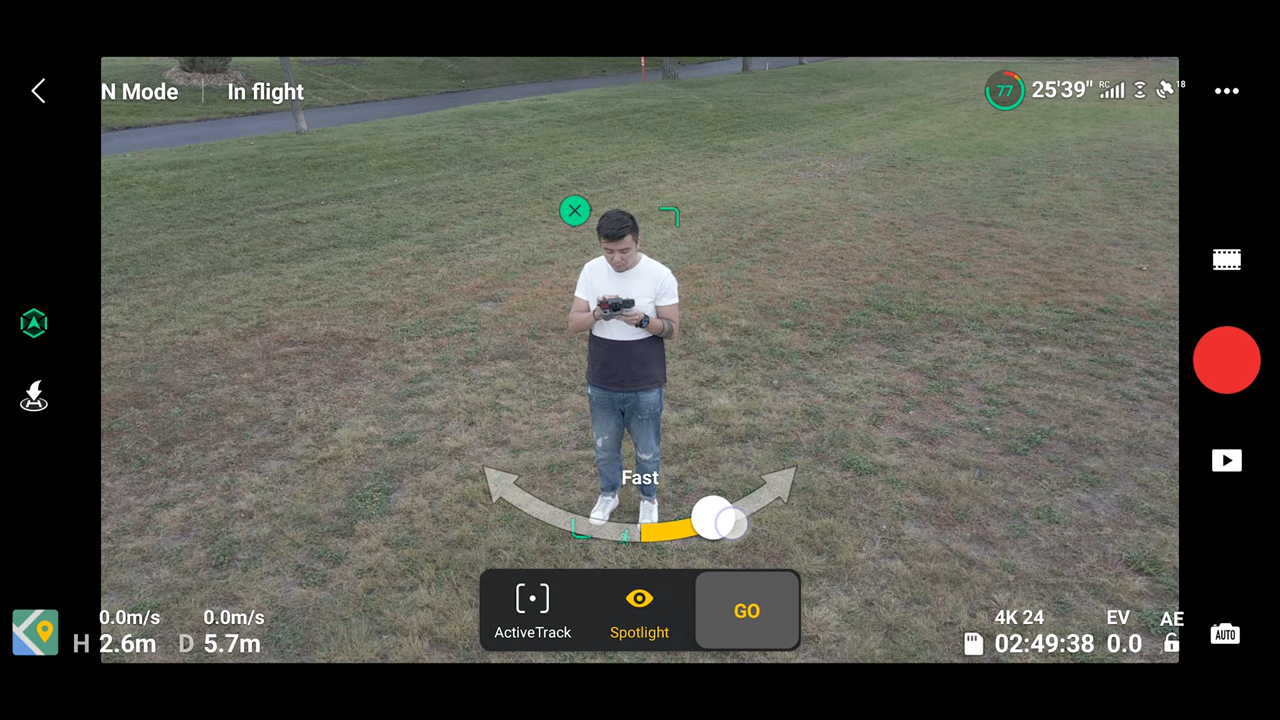 N Mode
In flight
77
25'39"
RC
18
Fast
ActiveTrack
Spotlight
GO
0.0m/s
0.0m/s
H 2.6m
D 5.7m
4K 24
EV
AE
02:49:38
0.0
AUTO